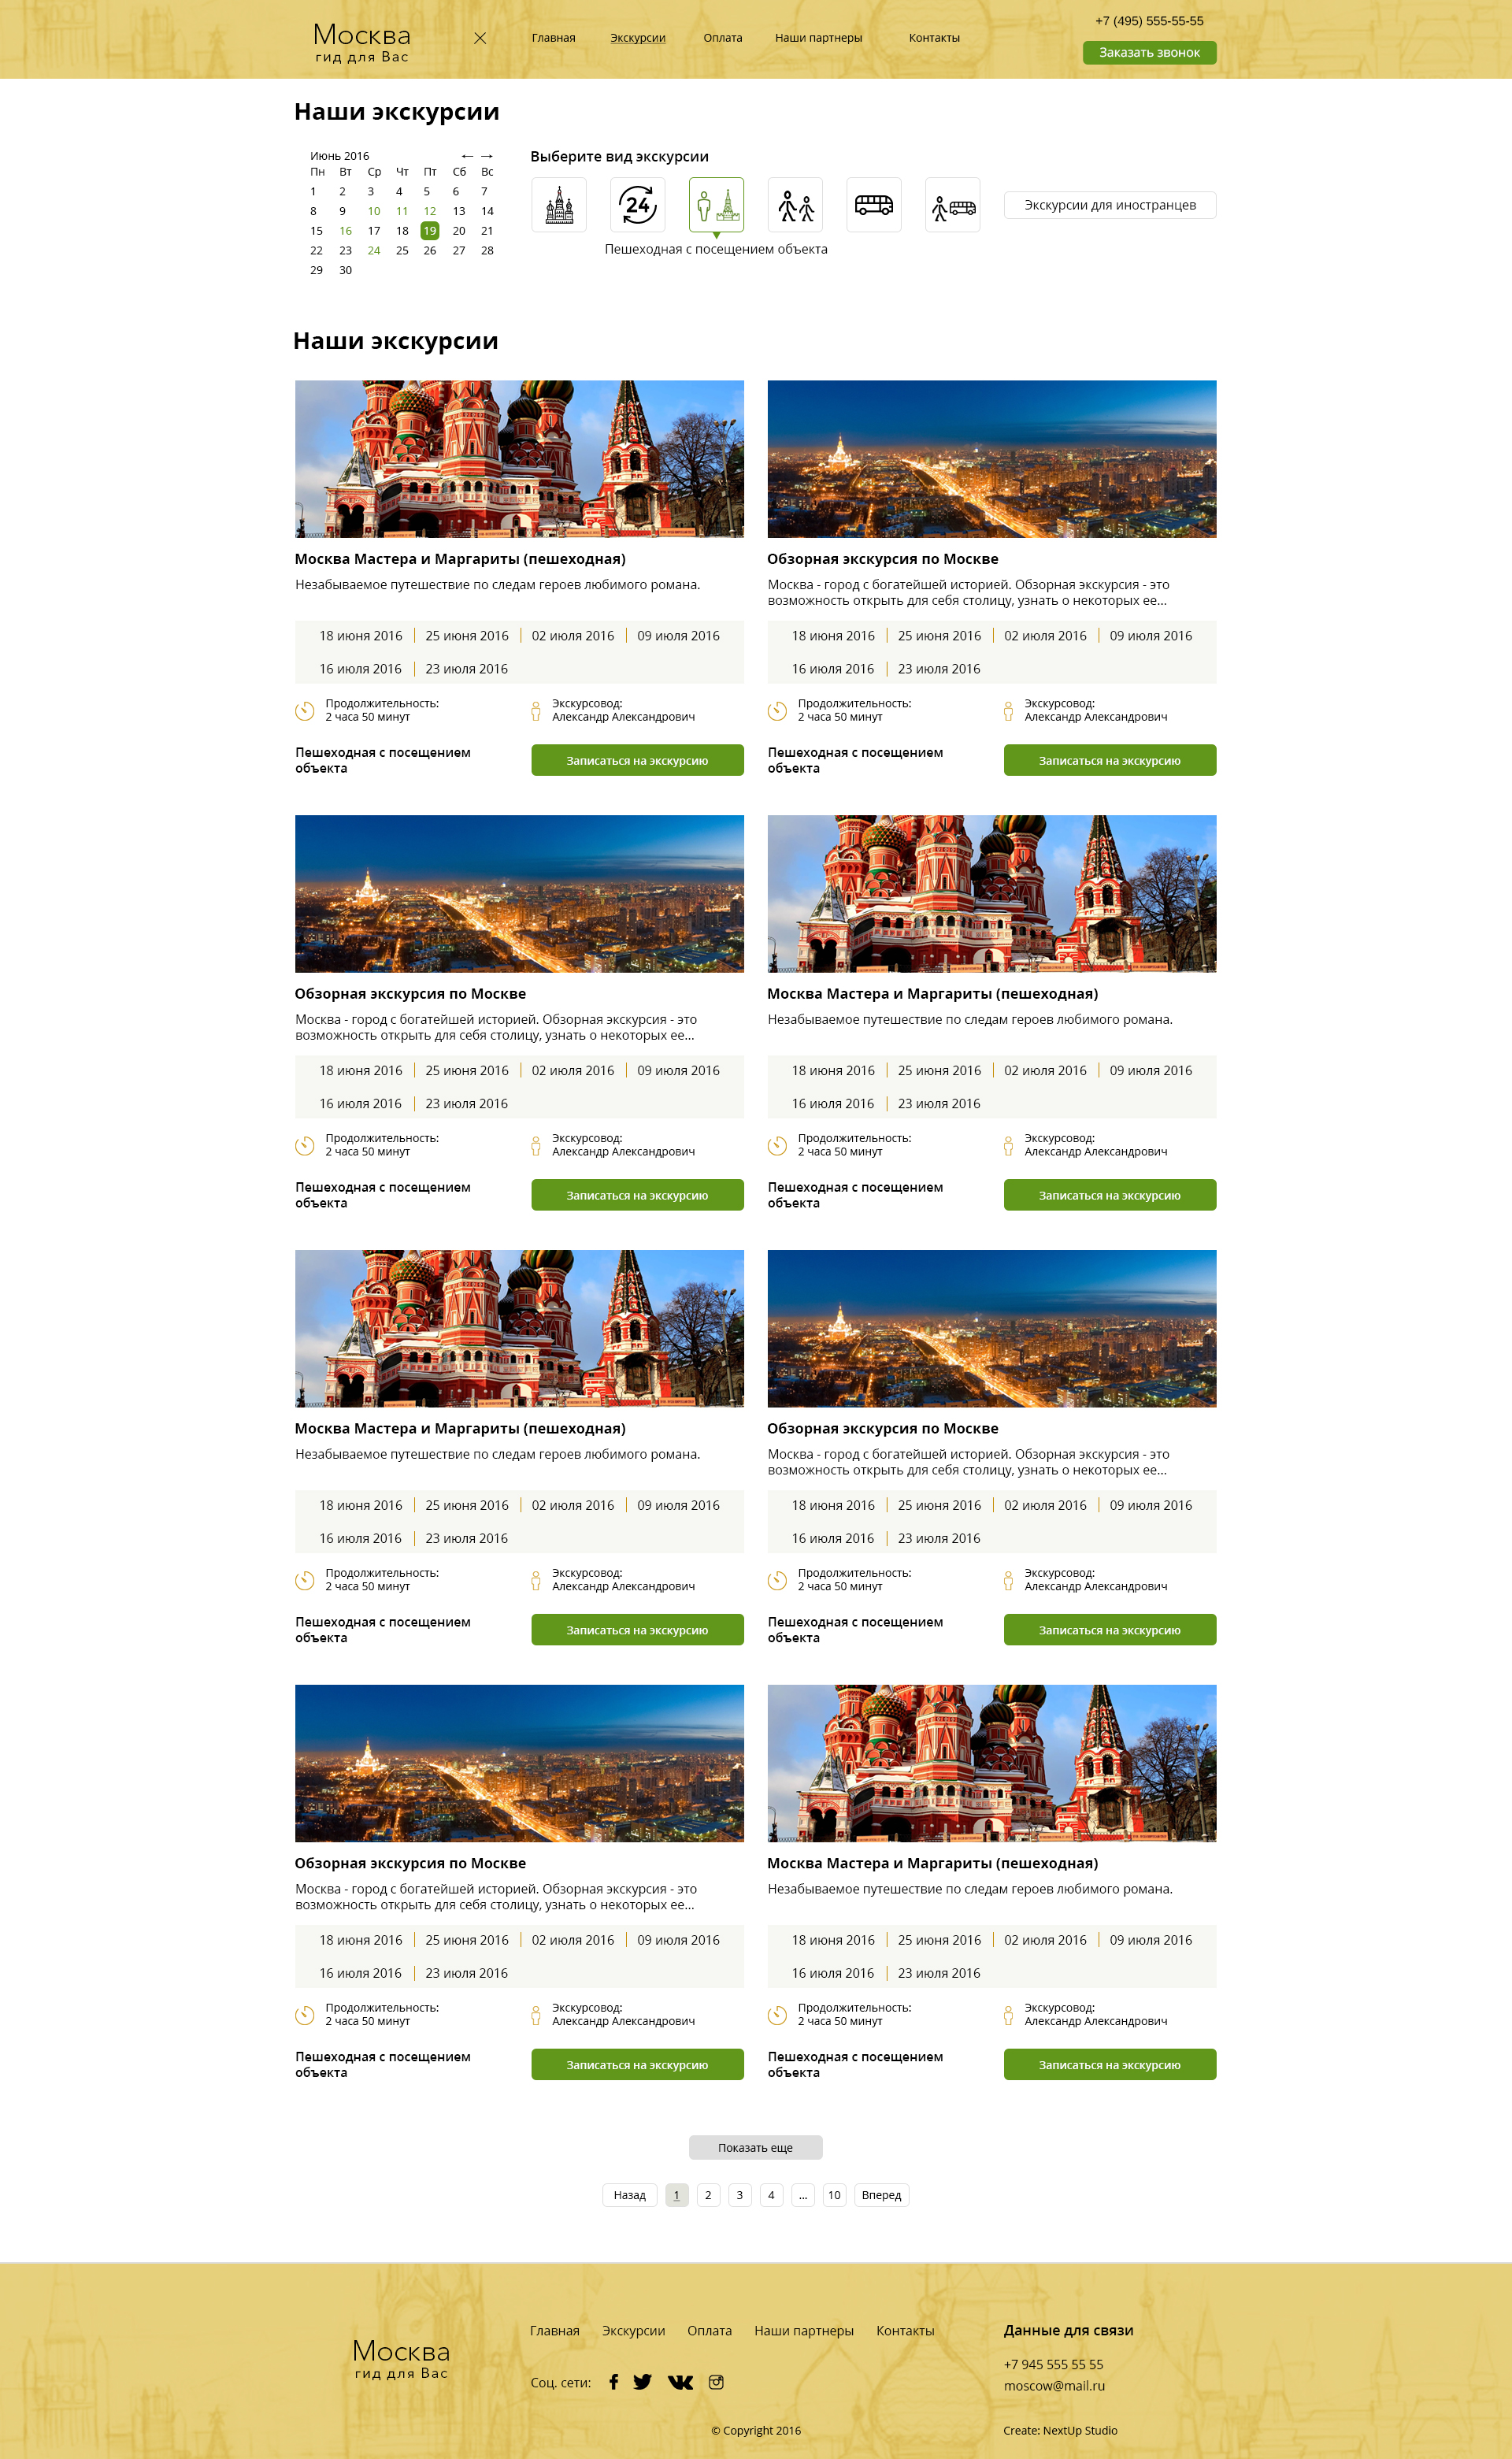 Москва
гид для Вас
Главная Экскурсии Оплата Наши партнеры Контакты
+7 (495) 555-55-55
Заказать звонок
Наши экскурсии
Июнь 2016
Пн Вт Ср Чт Пт Сб Вс
1 2 3 4 5 6 7
8 9 10 11 12 13 14
15 16 17 18 19 20 21
22 23 24 25 26 27 28
29 30
Выберите вид экскурсии
24
Экскурсии для иностранцев
Пешеходная с посещением объекта
Наши экскурсии
Москва Мастера и Маргариты (пешеходная)
Незабываемое путешествие по следам героев любимого романа.
18 июня 2016 25 июня 2016 02 июля 2016 09 июля 2016
16 июля 2016 23 июля 2016
Продолжительность:
2 часа 50 минут
Экскурсовод:
Александр Александрович
Пешеходная с посещением
объекта
Записаться на экскурсию
Обзорная экскурсия по Москве
Москва - город с богатейшей историей. Обзорная экскурсия - это
возможность открыть для себя столицу, узнать о некоторых ее...
18 июня 2016 25 июня 2016 02 июля 2016 09 июля 2016
16 июля 2016 23 июля 2016
Продолжительность:
2 часа 50 минут
Экскурсовод:
Александр Александрович
Пешеходная с посещением
объекта
Записаться на экскурсию
Обзорная экскурсия по Москве
Москва - город с богатейшей историей. Обзорная экскурсия - это
возможность открыть для себя столицу, узнать о некоторых ее...
18 июня 2016 25 июня 2016 02 июля 2016 09 июля 2016
16 июля 2016 23 июля 2016
Продолжительность:
2 часа 50 минут
Экскурсовод:
Александр Александрович
Пешеходная с посещением
объекта
Записаться на экскурсию
Москва Мастера и Маргариты (пешеходная)
Незабываемое путешествие по следам героев любимого романа.
18 июня 2016 25 июня 2016 02 июля 2016 09 июля 2016
16 июля 2016 23 июля 2016
Продолжительность:
2 часа 50 минут
Экскурсовод:
Александр Александрович
Пешеходная с посещением
объекта
Записаться на экскурсию
Москва Мастера и Маргариты (пешеходная)
Незабываемое путешествие по следам героев любимого романа.
18 июня 2016 25 июня 2016 02 июля 2016 09 июля 2016
16 июля 2016 23 июля 2016
Продолжительность:
2 часа 50 минут
Экскурсовод:
Александр Александрович
Пешеходная с посещением
объекта
Записаться на экскурсию
Обзорная экскурсия по Москве
Москва - город с богатейшей историей. Обзорная экскурсия - это
возможность открыть для себя столицу, узнать о некоторых ее...
18 июня 2016 25 июня 2016 02 июля 2016 09 июля 2016
16 июля 2016 23 июля 2016
Продолжительность:
2 часа 50 минут
Экскурсовод:
Александр Александрович
Пешеходная с посещением
объекта
Записаться на экскурсию
Обзорная экскурсия по Москве
Москва - город с богатейшей историей. Обзорная экскурсия - это
возможность открыть для себя столицу, узнать о некоторых ее...
18 июня 2016 25 июня 2016 02 июля 2016 09 июля 2016
16 июля 2016 23 июля 2016
Продолжительность:
2 часа 50 минут
Экскурсовод:
Александр Александрович
Пешеходная с посещением
объекта
Записаться на экскурсию
Москва Мастера и Маргариты (пешеходная)
Незабываемое путешествие по следам героев любимого романа.
18 июня 2016 25 июня 2016 02 июля 2016 09 июля 2016
16 июля 2016 23 июля 2016
Продолжительность:
2 часа 50 минут
Экскурсовод:
Александр Александрович
Пешеходная с посещением
объекта
Записаться на экскурсию
Показать еще
Назад 1 2 3 4 ... 10 Вперед
Москва
гид для Вас
Главная Экскурсии Оплата Наши партнеры Контакты
Соц. сети:
Данные для связи
+7 945 555 55 55
moscow@mail.ru
© Copyright 2016
Create: NextUp Studio